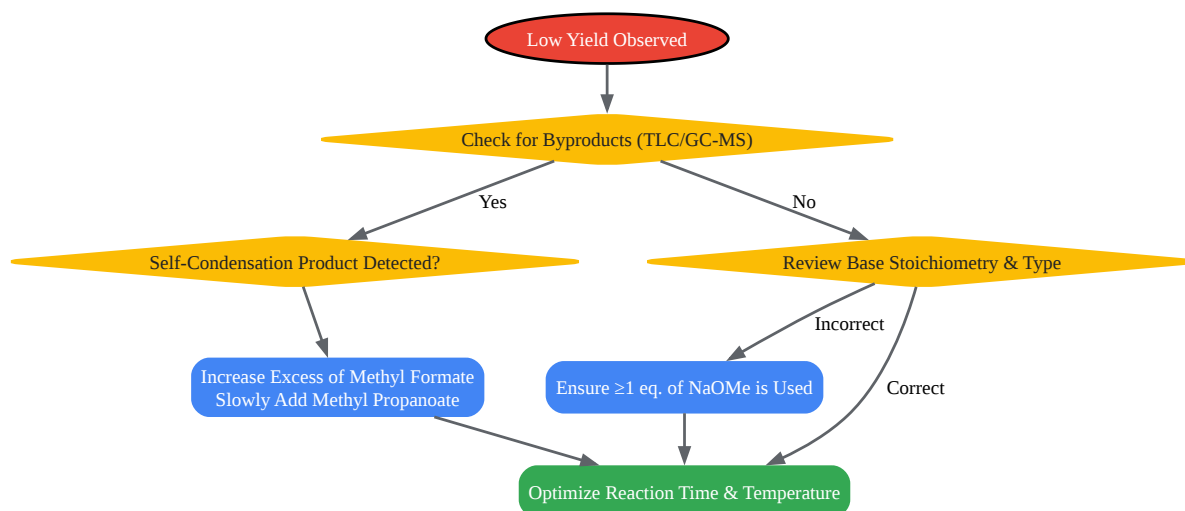 Low Yield Observed
Check for Byproducts (TLC/GC-MS)
Yes
No
Self-Condensation Product Detected?
Review Base Stoichiometry & Type
Incorrect
Increase Excess of Methyl Formate
Slowly Add Methyl Propanoate
Ensure ≥1 eq. of NaOMe is Used
Correct
Optimize Reaction Time & Temperature